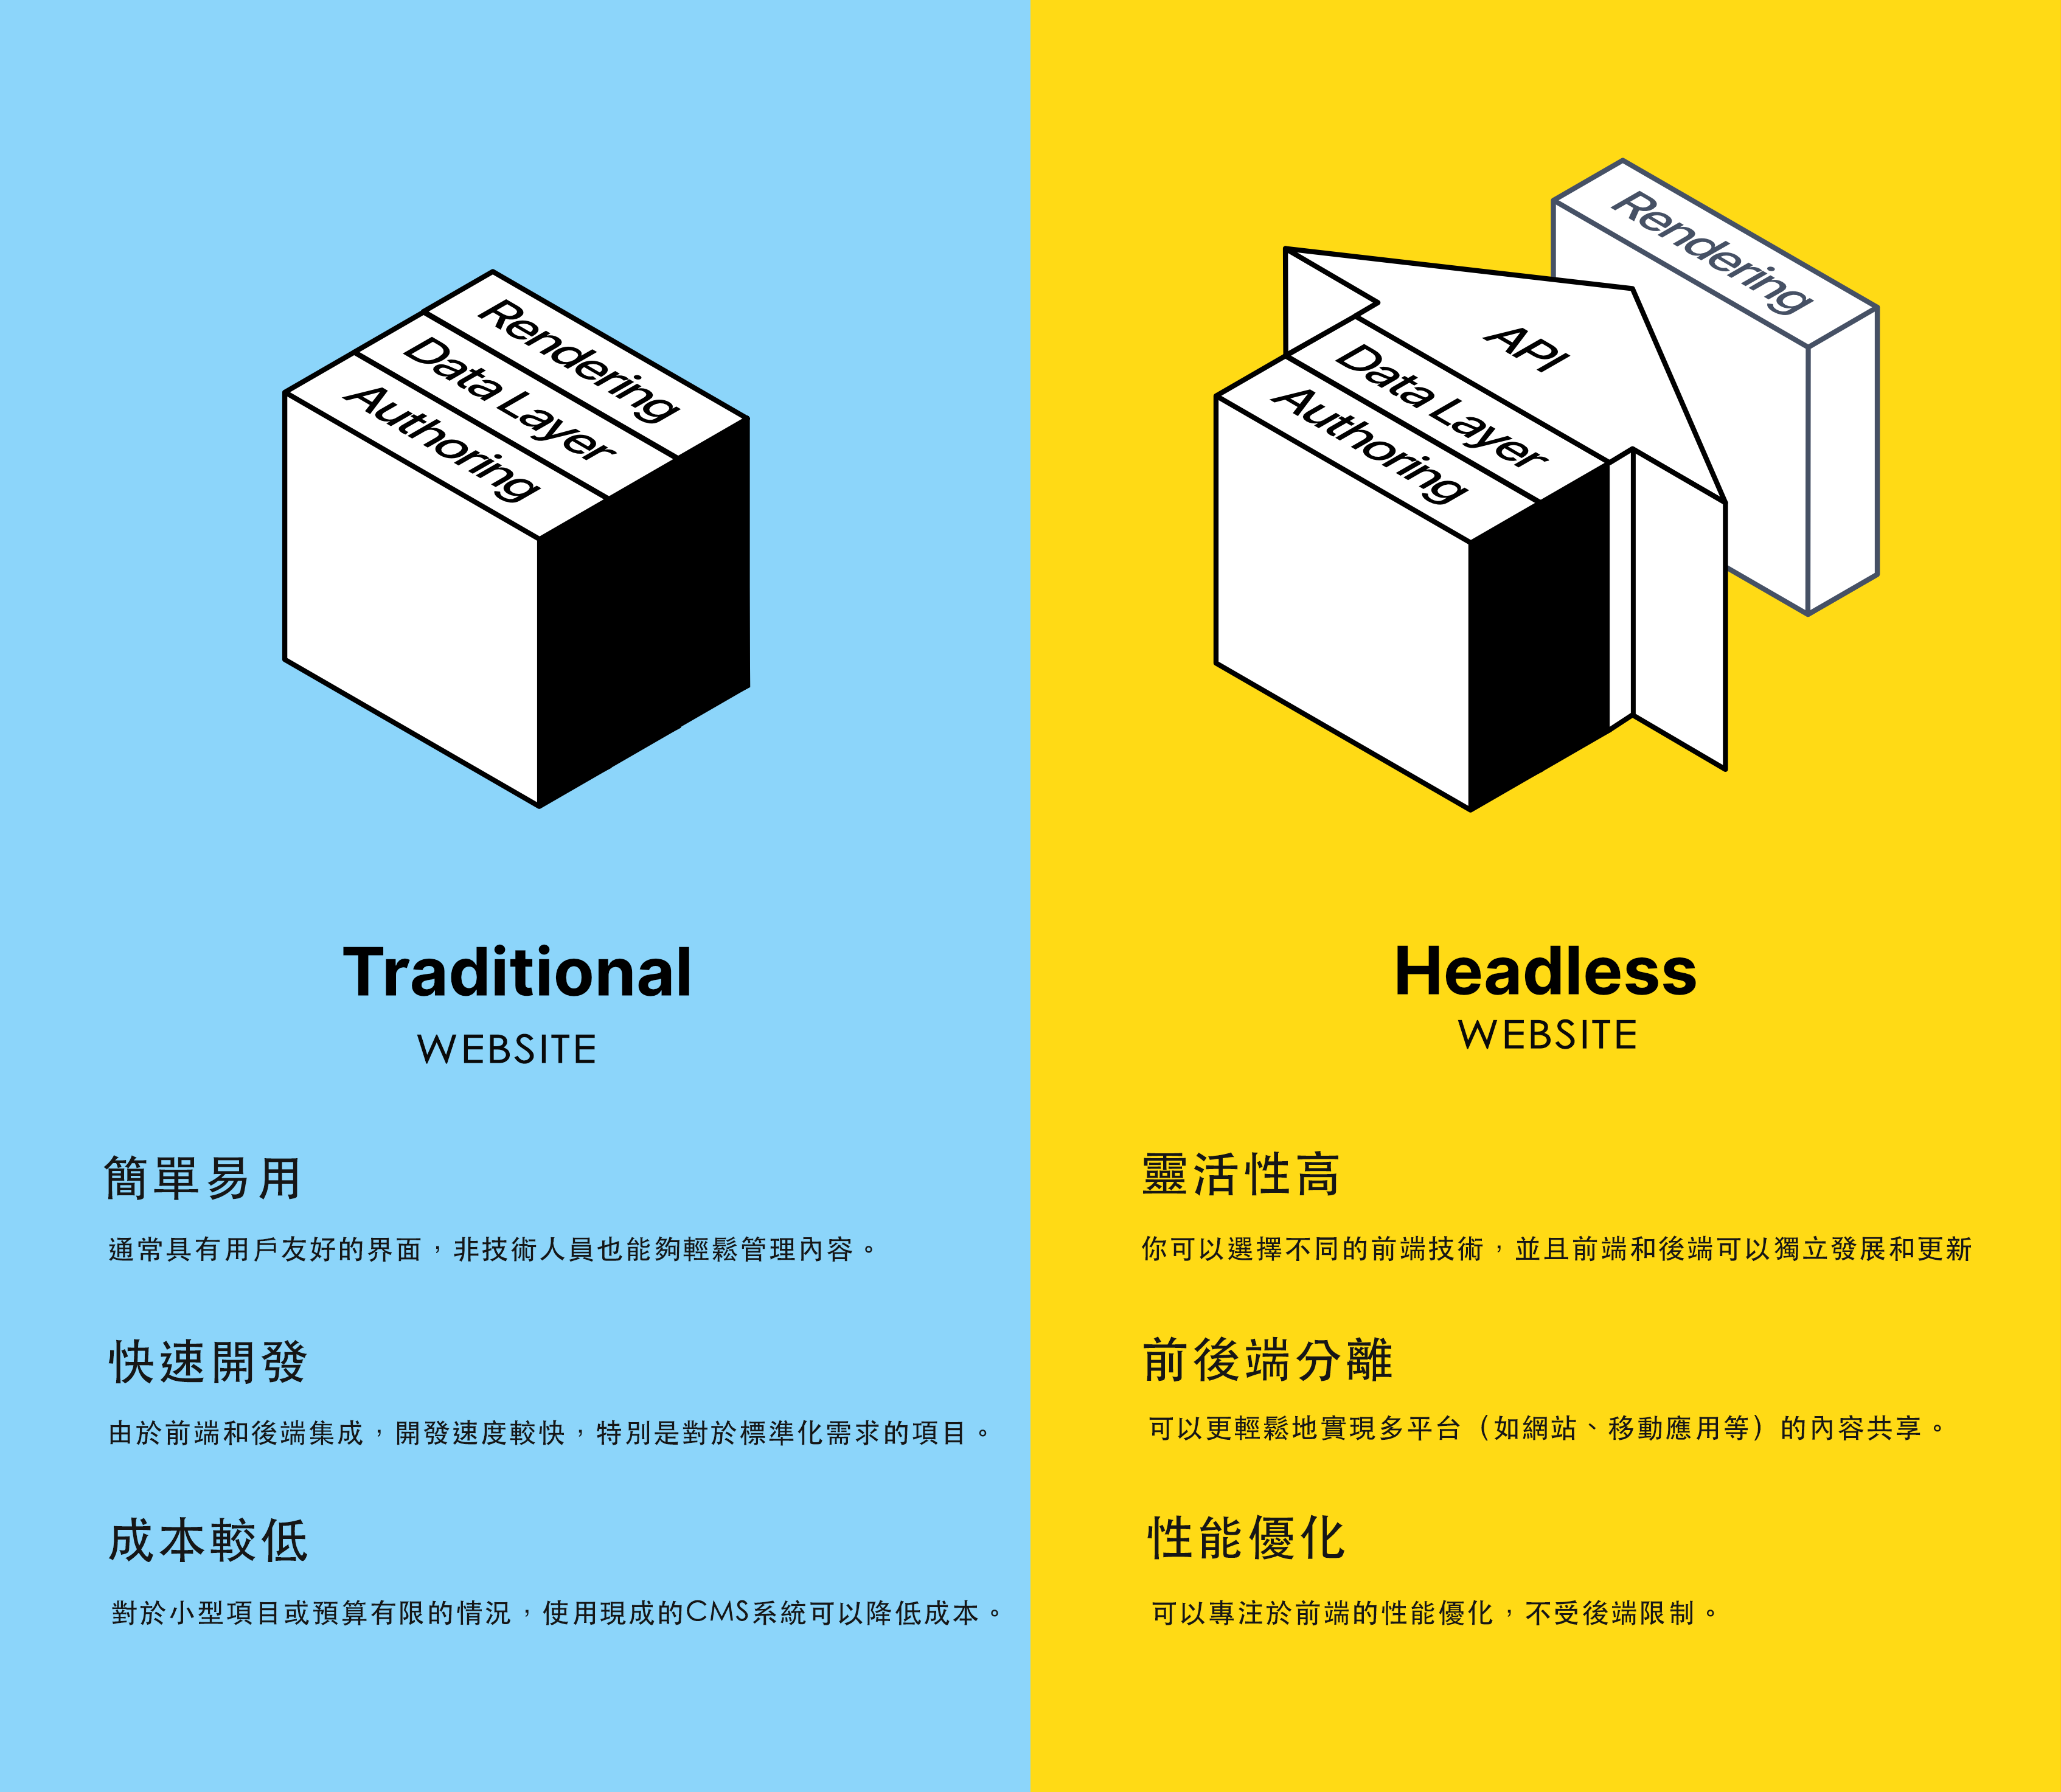 Rendering
Data Layer
Authoring
Traditional
WEBSITE
簡單易用
通常具有用戶友好的界面，非技術人員也能夠輕鬆管理內容。
快速開發
由於前端和後端集成，開發速度較快，特別是對於標準化需求的項目。
成本較低
對於小型項目或預算有限的情況，使用現成的CMS系統可以降低成本。
Rendering
API
Data Layer
Authoring
Headless
WEBSITE
靈活性高
你可以選擇不同的前端技術，並且前端和後端可以獨立發展和更新
前後端分離
可以更輕鬆地實現多平台（如網站、移動應用等）的內容共享。
性能優化
可以專注於前端的性能優化，不受後端限制。